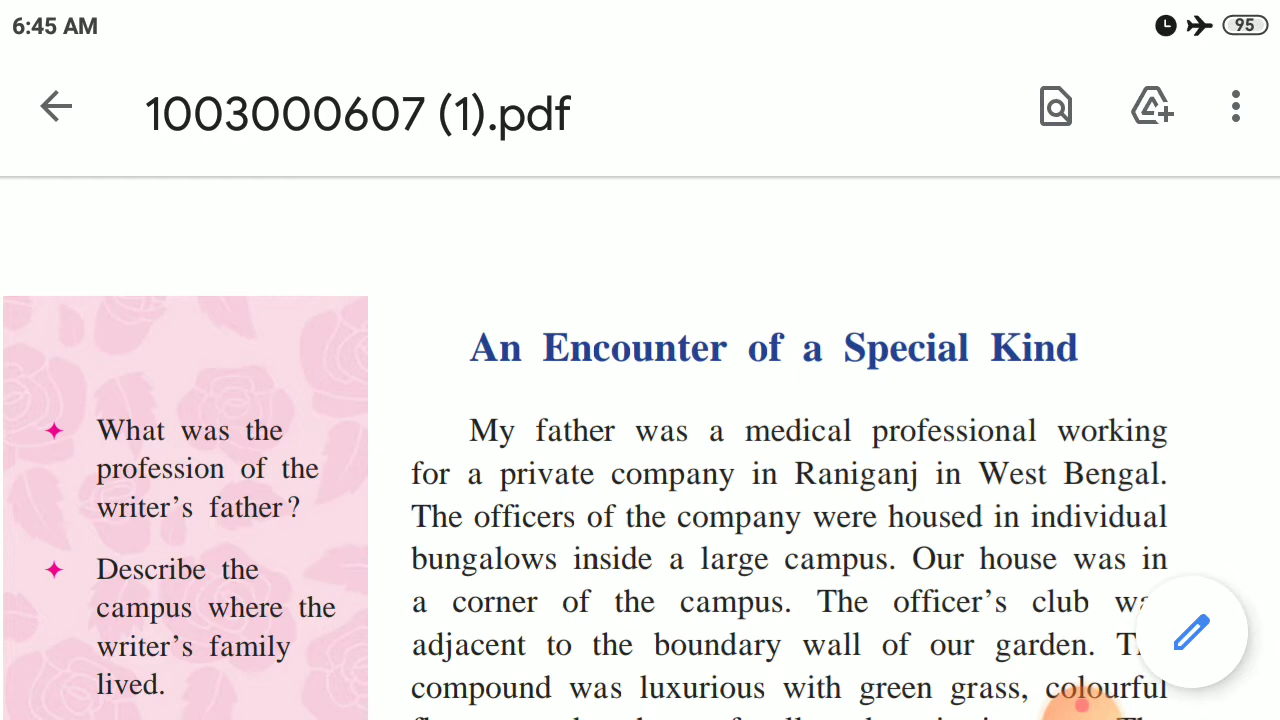 6:45 AM
95
1003000607 (1).pdf
An Encounter of a Special Kind
What was the
profession of the
writer's father?
Describe the
campus where the
writer's family
lived.
My father was a medical professional working
for a private company in Raniganj in West Bengal.
The officers of the company were housed in individual
bungalows inside a large campus. Our house was in
a corner of the campus. The officer's club
adjacent to the boundary wall of our garden.
compound was luxurious with green grass, colourful